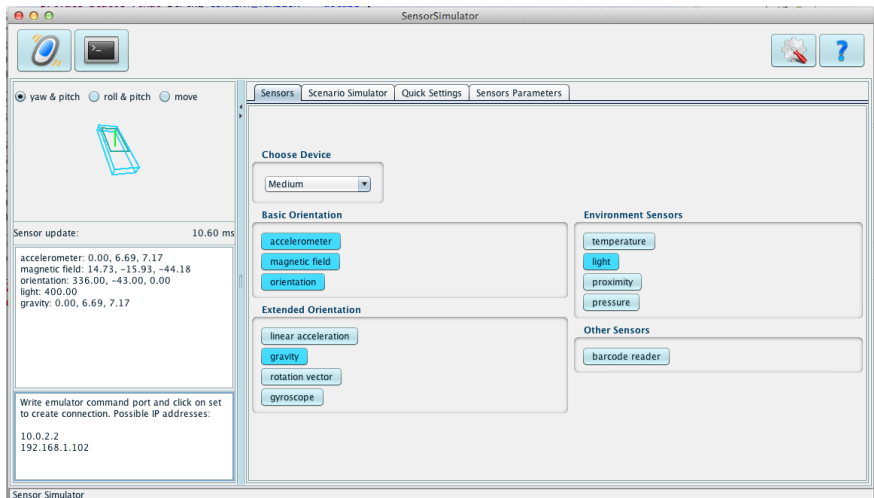 SensorSimulator
yaw & pitch roll & pitch move
Sensor update: 10.60 ms
accelerometer: 0.00, 6.69, 7.17
magnetic field: 14.73, -15.93, -44.18
orientation: 336.00, -43.00, 0.00
light: 400.00
gravity: 0.00, 6.69, 7.17
Write emulator command port and click on set
to create connection. Possible IP addresses:
10.0.2.2
192.168.1.102
Sensors Scenario Simulator Quick Settings Sensors Parameters
Choose Device
Medium
Basic Orientation
accelerometer
magnetic field
orientation
Extended Orientation
linear acceleration
gravity
rotation vector
gyroscope
Environment Sensors
temperature
light
proximity
pressure
Other Sensors
barcode reader
Sensor Simulator